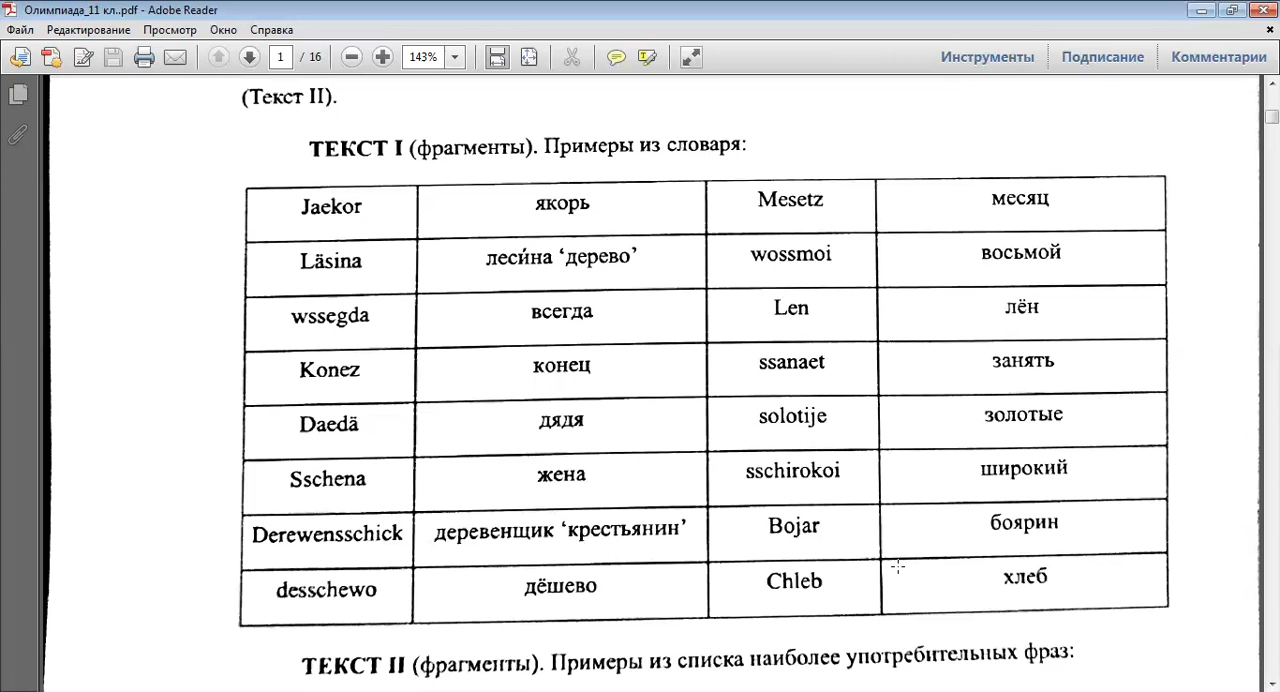 Олимпиада_11 кл..pdf - Adobe Reader
Файл Редактирование Просмотр Окно Справка
1 / 16 143% Инструменты Подписание Комментарии
(Текст II).
ТЕКСТ I (фрагменты). Примеры из словаря:
Jaekor якорь Mesetz месяц
Läsina леси́на ‘дерево’ wossmoi восьмой
wssegda всегда Len лён
Konez конец ssanaet занять
Daedä дядя solotije золотые
Sschena жена sschirokoi широкий
Derewensschick деревенщик ‘крестьянин’ Bojar боярин
desschewo дёшево Chleb хлеб
ТЕКСТ II (фрагменты). Примеры из списка наиболее употребительных фраз: